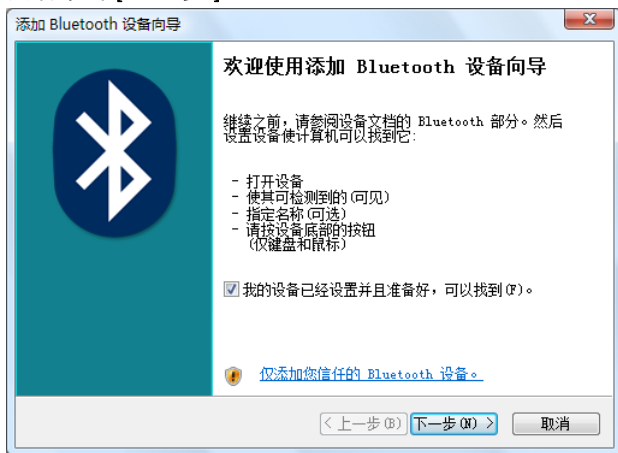 添加 Bluetooth 设备向导
欢迎使用添加 Bluetooth 设备向导
继续之前，请参阅设备文档的 Bluetooth 部分。然后
设置设备使计算机可以找到它：
- 打开设备
- 使其可检测到的(可见)
- 指定名称(可选)
- 请按设备底部的按钮
(仅键盘和鼠标)
我的设备已经设置并且准备好，可以找到(F)。
仅添加您信任的 Bluetooth 设备。
< 上一步(B) 下一步(N) > 取消